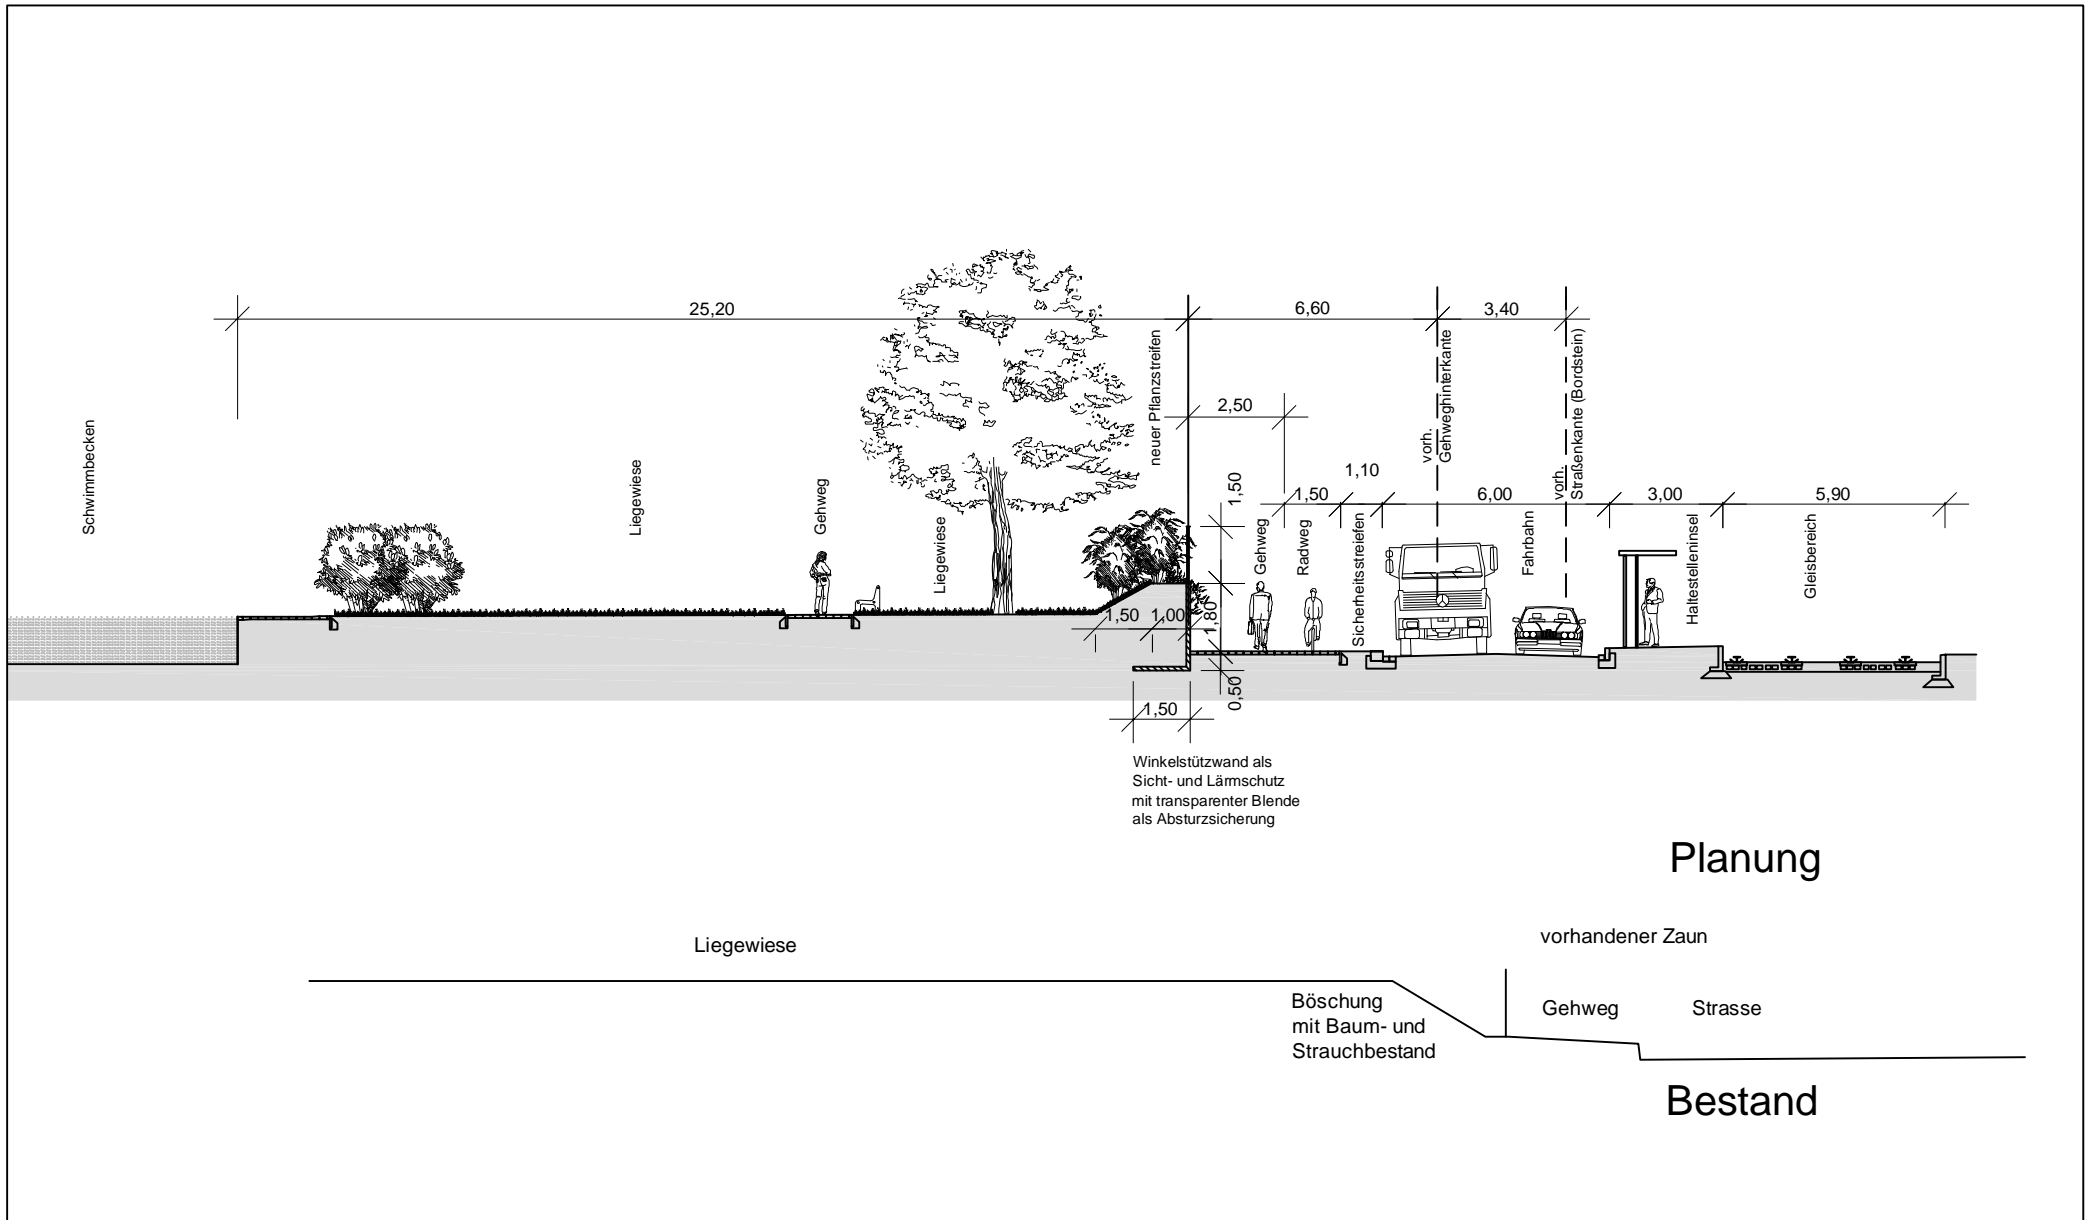 25,20
6,60
3,40
2,50
1,10
1,50
6,00
3,00
5,90
1,50
Schwimmbecken
Liegewiese
Gehweg
Liegewiese
neuer Pflanzstreifen
Gehweg
Radweg
Sicherheitsstreifen
vorh.
Gehweghinterkante
Fahrbahn
vorh.
Straßenkante (Bordstein)
Haltestelleninsel
Gleisbereich
1,50
1,00
1,80
0,50
1,50
Winkelstützwand als
Sicht- und Lärmschutz
mit transparenter Blende
als Absturzsicherung
Planung
Liegewiese
vorhandener Zaun
Böschung
mit Baum- und
Strauchbestand
Gehweg
Strasse
Bestand